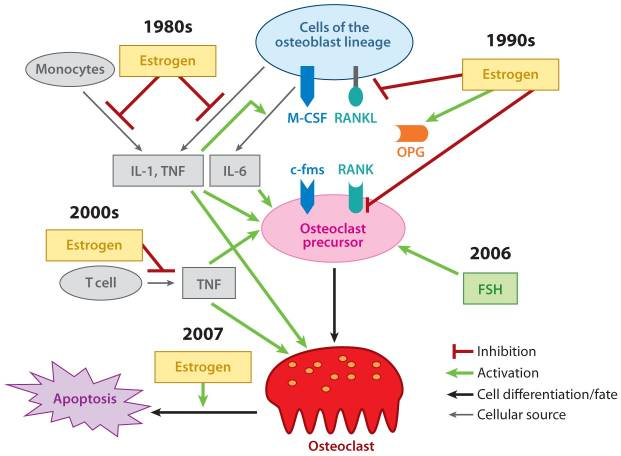 1980s
Cells of the
osteoblast lineage
1990s
Monocytes
Estrogen
Estrogen
M-CSF
RANKL
OPG
IL-1, TNF
IL-6
c-fms
RANK
2000s
Estrogen
Osteoclast
precursor
2006
T cell
TNF
FSH
2007
Estrogen
Apoptosis
Osteoclast
Inhibition
Activation
Cell differentiation/fate
Cellular source